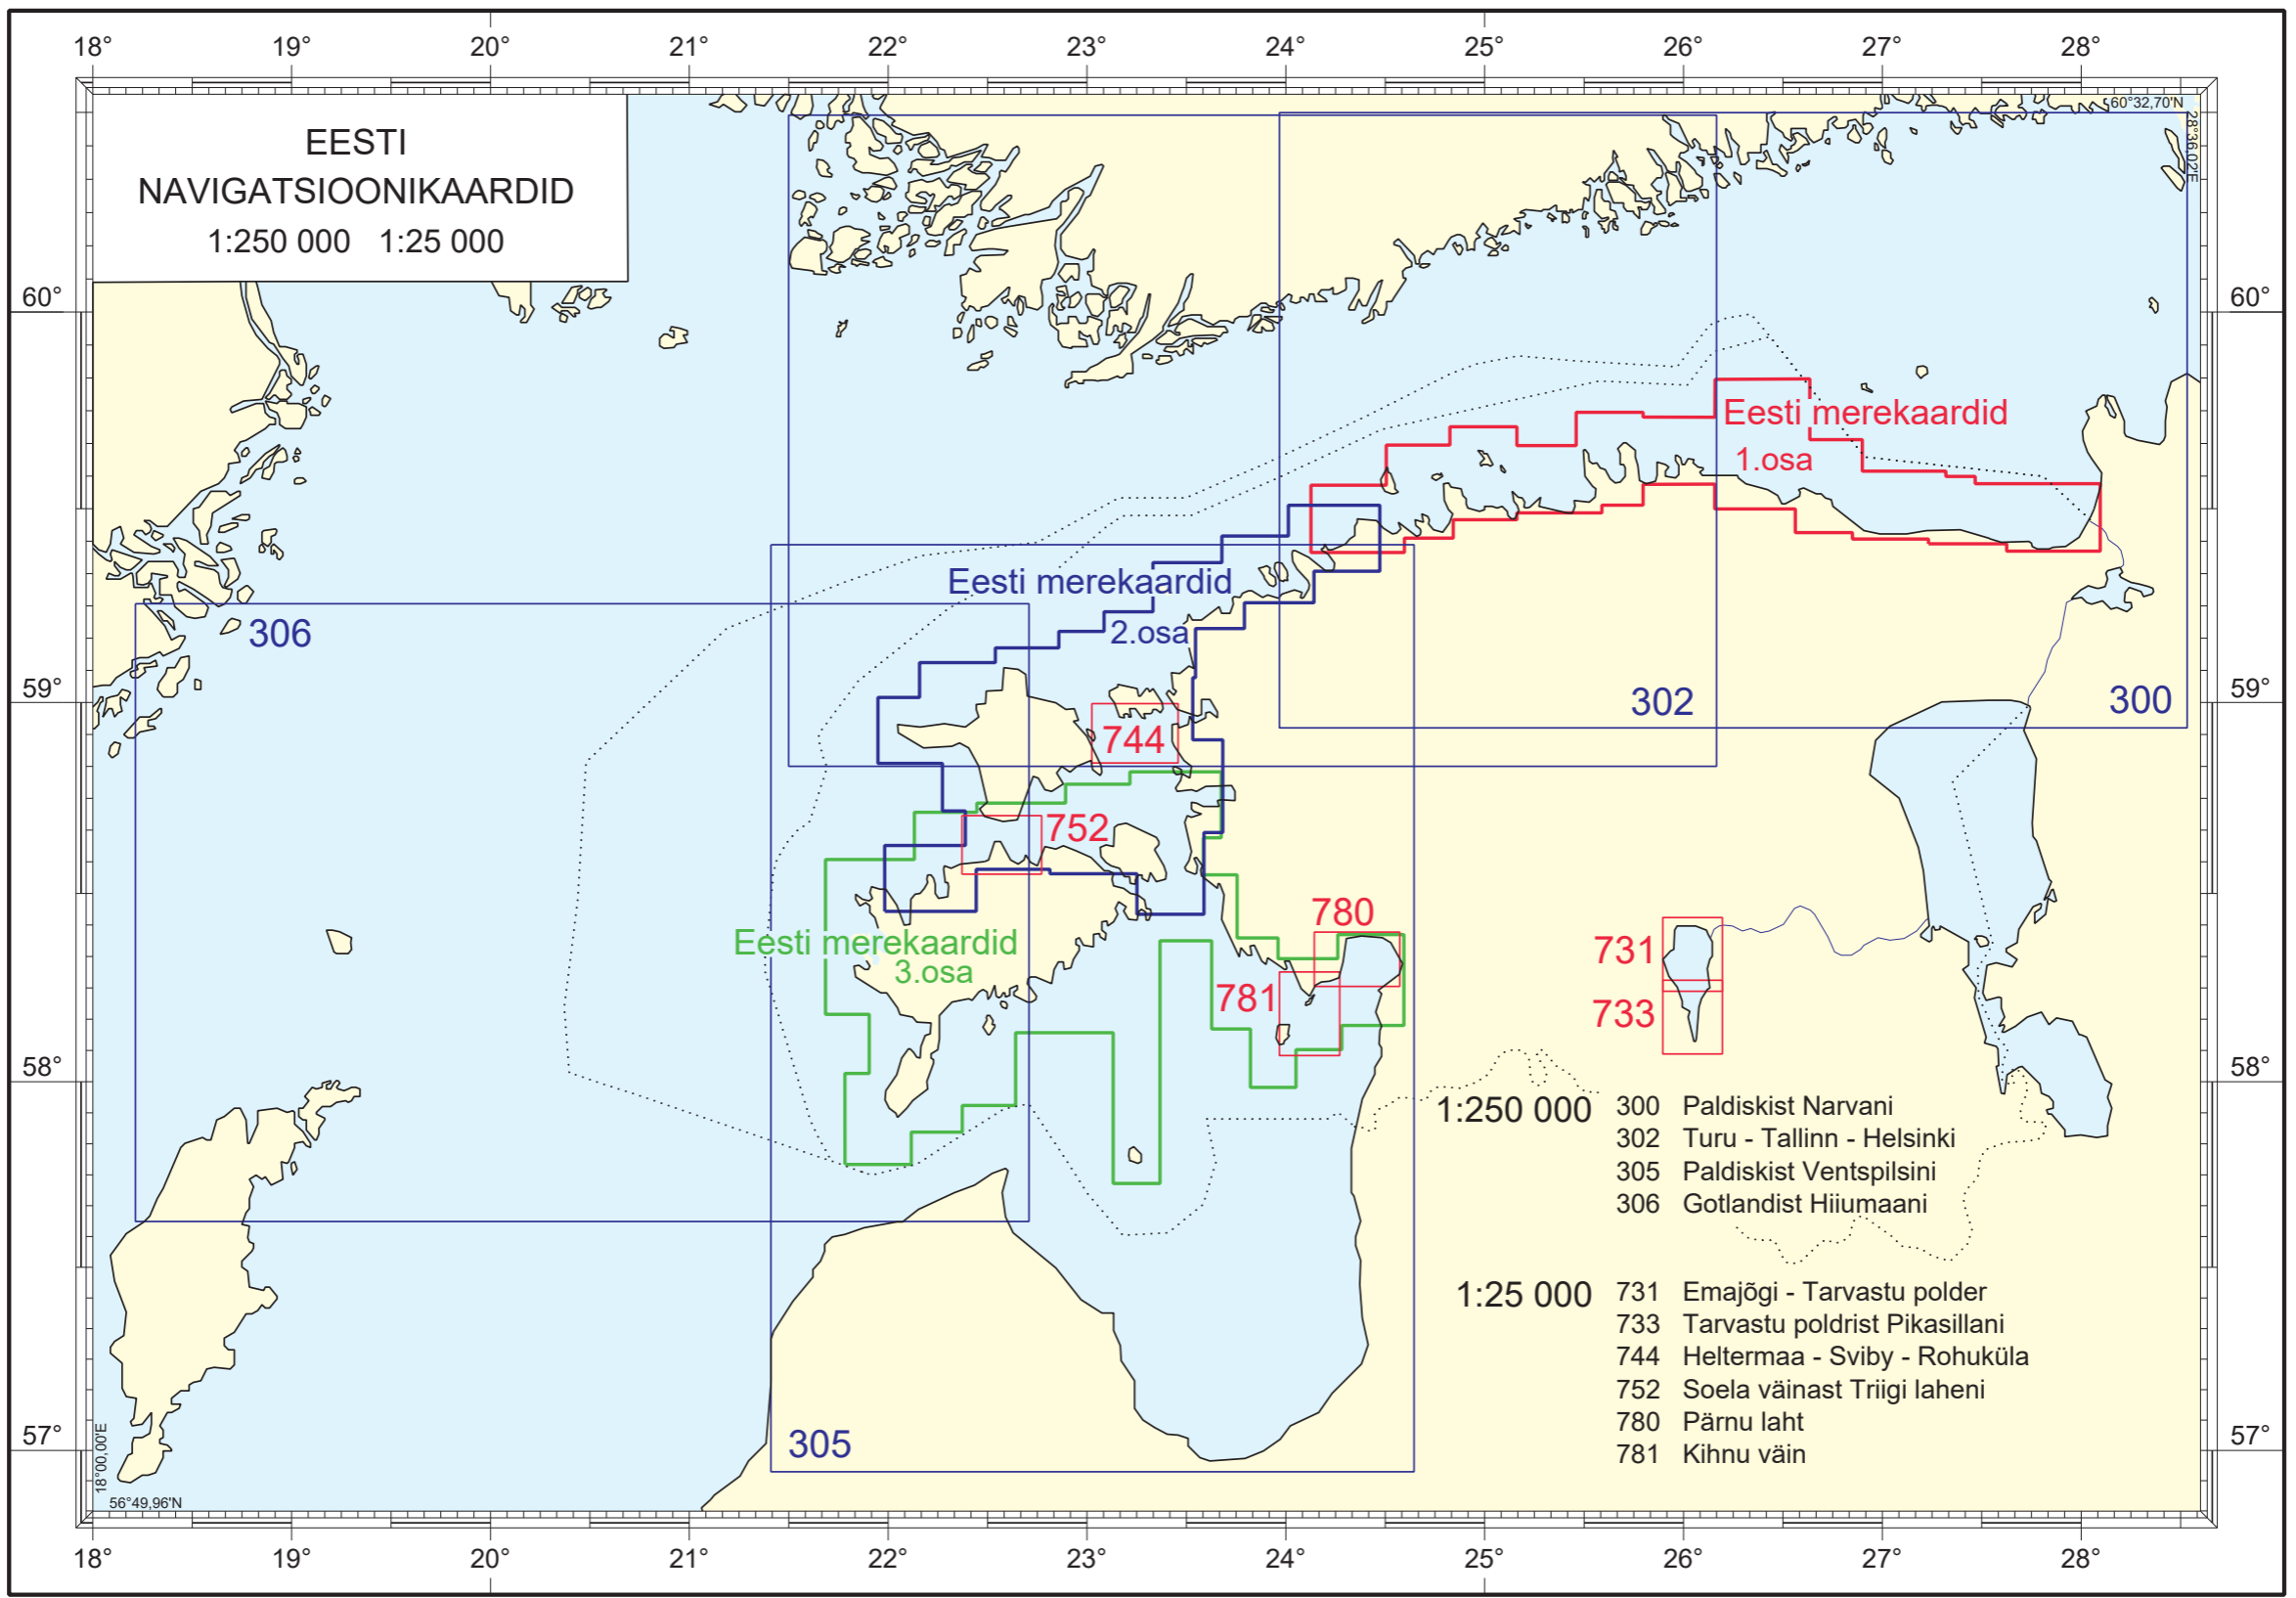 18° 19° 20° 21° 22° 23° 24° 25° 26° 27° 28°
60°32,70'N
28°36,02'E
EESTI
NAVIGATSIOONIKAARDID
1:250 000 1:25 000
60° 60°
Eesti merekaardid
1.osa
Eesti merekaardid
2.osa
306
59° 59°
302 300
744
752
780
Eesti merekaardid
3.osa
731
781
733
58° 58°
1:250 000 300 Paldiskist Narvani
302 Turu - Tallinn - Helsinki
305 Paldiskist Ventspilsini
306 Gotlandist Hiiumaani
1:25 000 731 Emajõgi - Tarvastu polder
733 Tarvastu poldrist Pikasillani
744 Heltermaa - Sviby - Rohuküla
752 Soela väinast Triigi laheni
780 Pärnu laht
781 Kihnu väin
57° 57°
305
18°00,00'E
56°49,96'N
18° 19° 20° 21° 22° 23° 24° 25° 26° 27° 28°